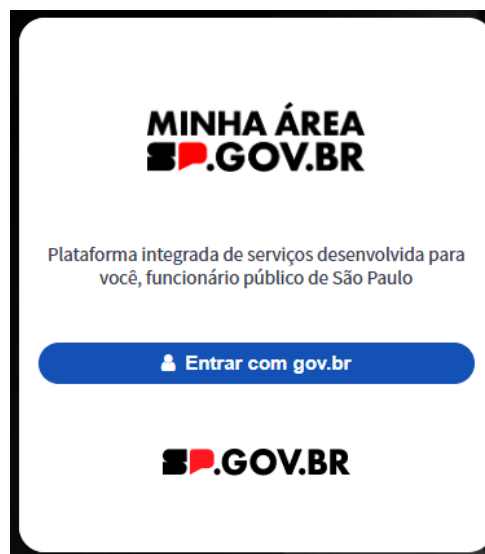 MINHA ÁREA
SP.GOV.BR
Plataforma integrada de serviços desenvolvida para
você, funcionário público de São Paulo
Entrar com gov.br
SP.GOV.BR